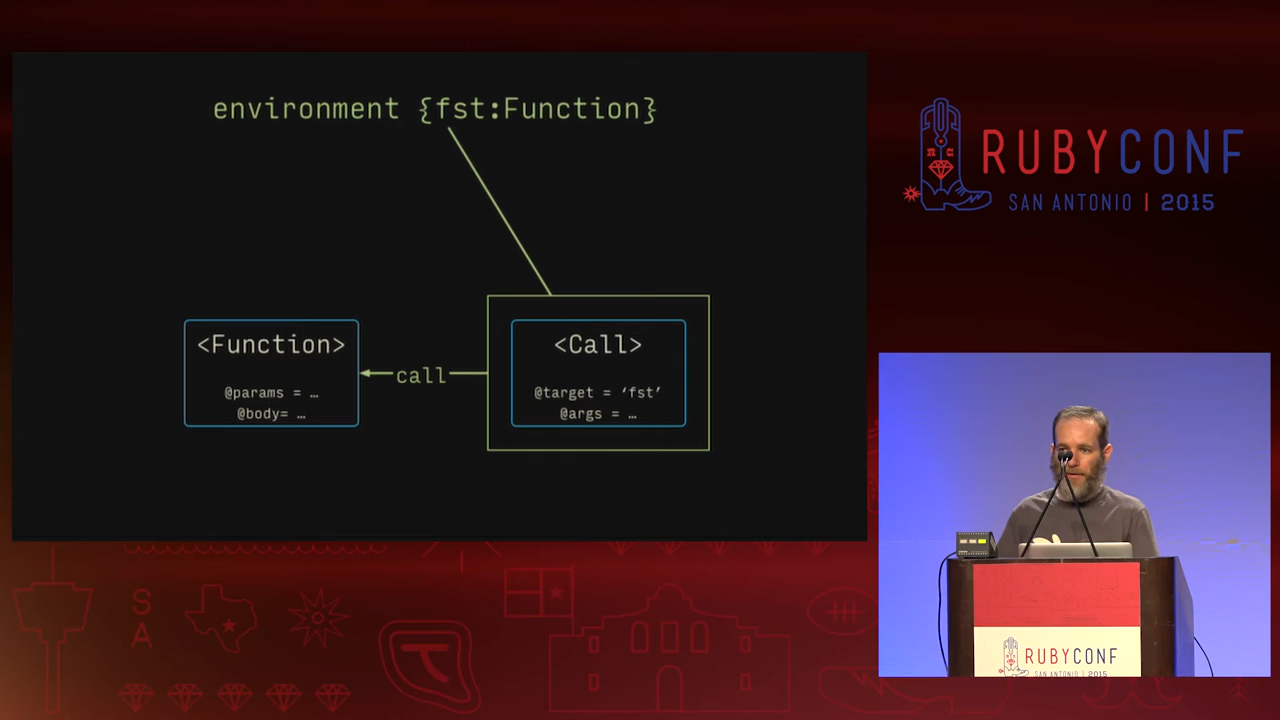 environment {fst:Function}
<Function>
@params = …
@body= …
call
<Call>
@target = ‘fst’
@args = …
RUBYCONF
SAN ANTONIO | 2015
S
A
RUBYCONF
SAN ANTONIO | 2015